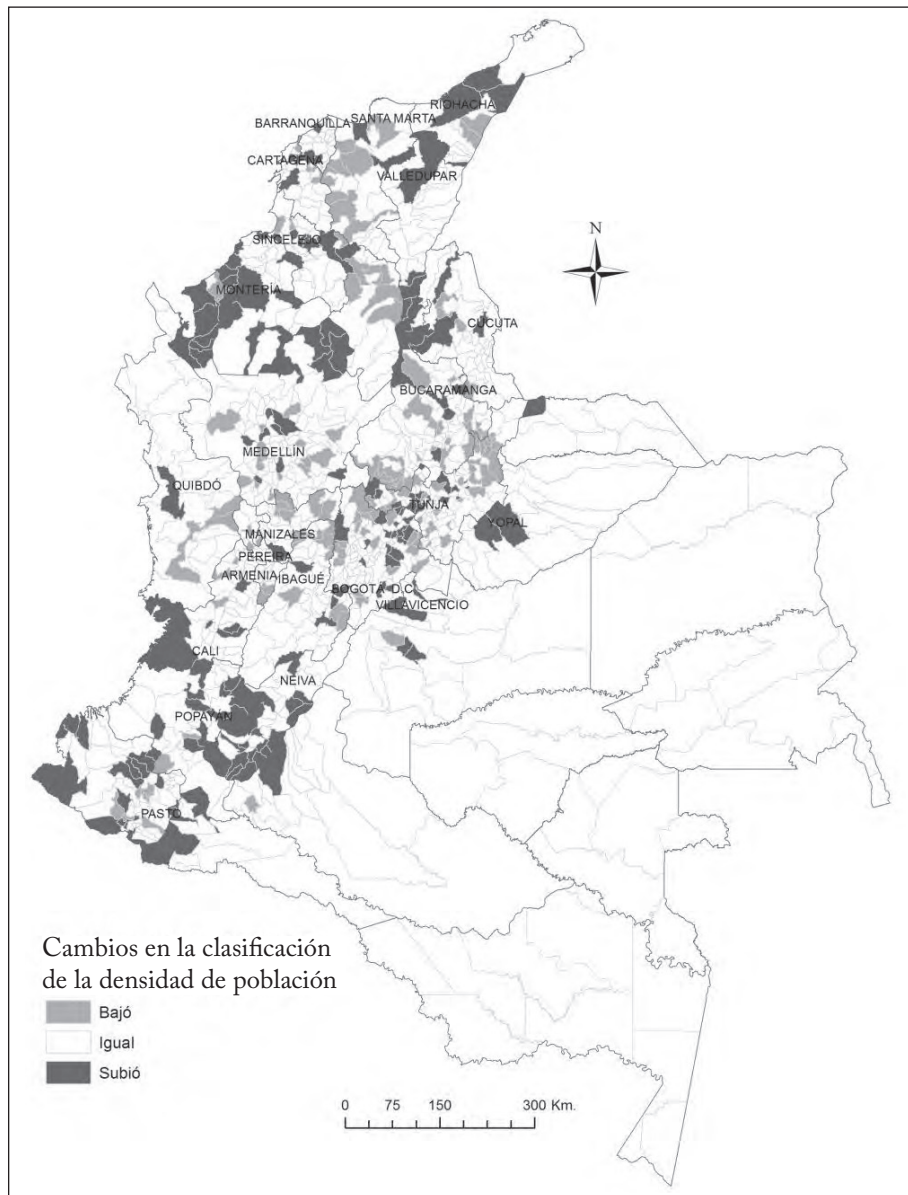 RIOHACHA
SANTA MARTA
BARRANQUILLA
CARTAGENA
VALLEDUPAR
SINCELEJO
N
MONTERÍA
CÚCUTA
BUCARAMANGA
MEDELLÍN
QUIBDÓ
TUNJA
YOPAL
MANIZALES
PEREIRA
ARMENIA
IBAGUÉ
BOGOTÁ D.C.
VILLAVICENCIO
CALI
NEIVA
POPAYÁN
PASTO
Cambios en la clasificación
de la densidad de población
Bajó
Igual
Subió
0 75 150 300 Km.